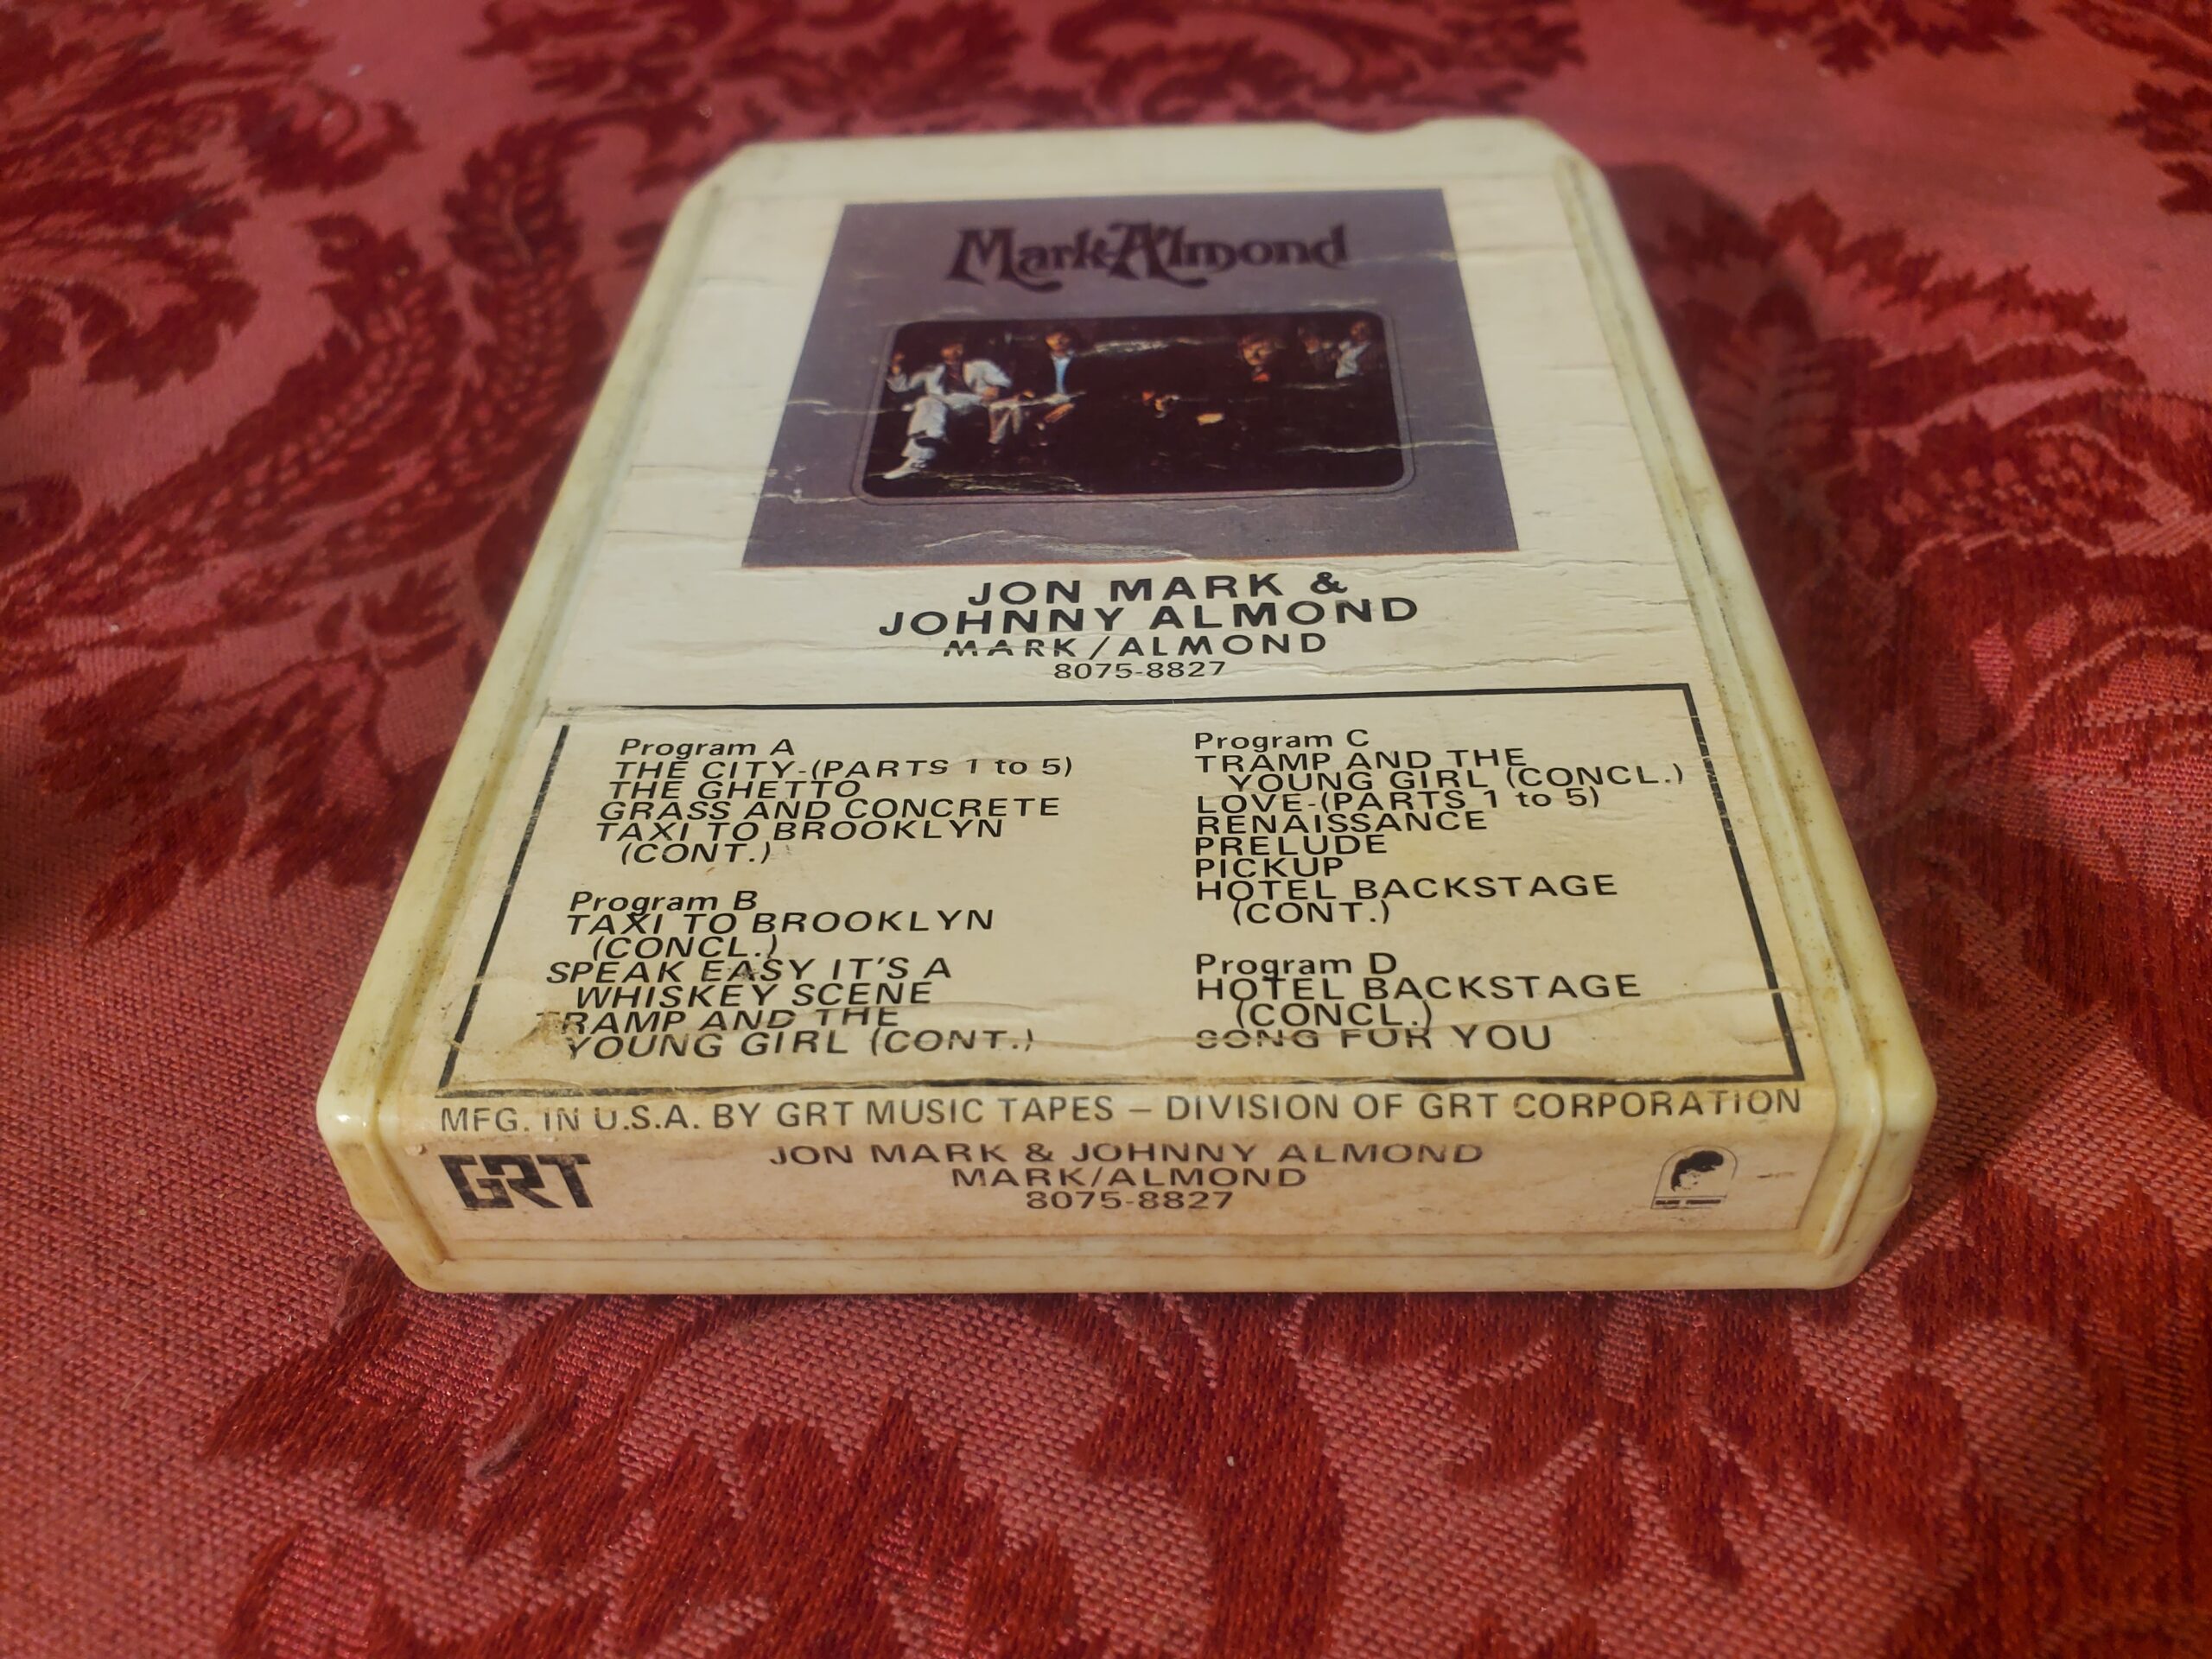 Mark-Almond
JON MARK &
JOHNNY ALMOND
MARK/ALMOND
8075-8827
Program A
THE CITY-(PARTS 1 to 5)
THE GHETTO
GRASS AND CONCRETE
TAXI TO BROOKLYN
(CONT.)
Program B
TAXI TO BROOKLYN
(CONCL.)
SPEAK EASY IT'S A
WHISKEY SCENE
TRAMP AND THE
YOUNG GIRL (CONT.)
Program C
TRAMP AND THE
YOUNG GIRL (CONCL.)
LOVE-(PARTS 1 to 5)
RENAISSANCE
PRELUDE
PICKUP
HOTEL BACKSTAGE
(CONT.)
Program D
HOTEL BACKSTAGE
(CONCL.)
SONG FOR YOU
MFG. IN U.S.A. BY GRT MUSIC TAPES – DIVISION OF GRT CORPORATION
GRT
JON MARK & JOHNNY ALMOND
MARK/ALMOND
8075-8827